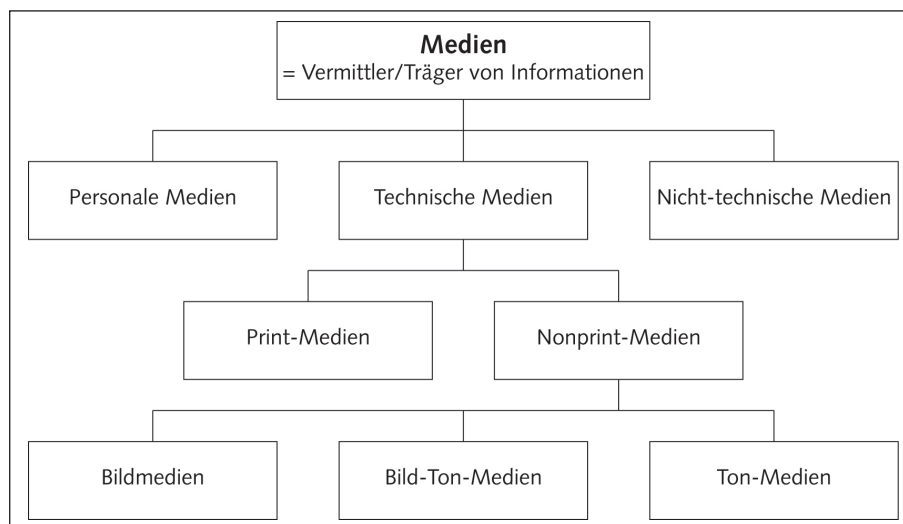 Medien
= Vermittler/Träger von Informationen
Personale Medien
Technische Medien
Nicht-technische Medien
Print-Medien
Nonprint-Medien
Bildmedien
Bild-Ton-Medien
Ton-Medien